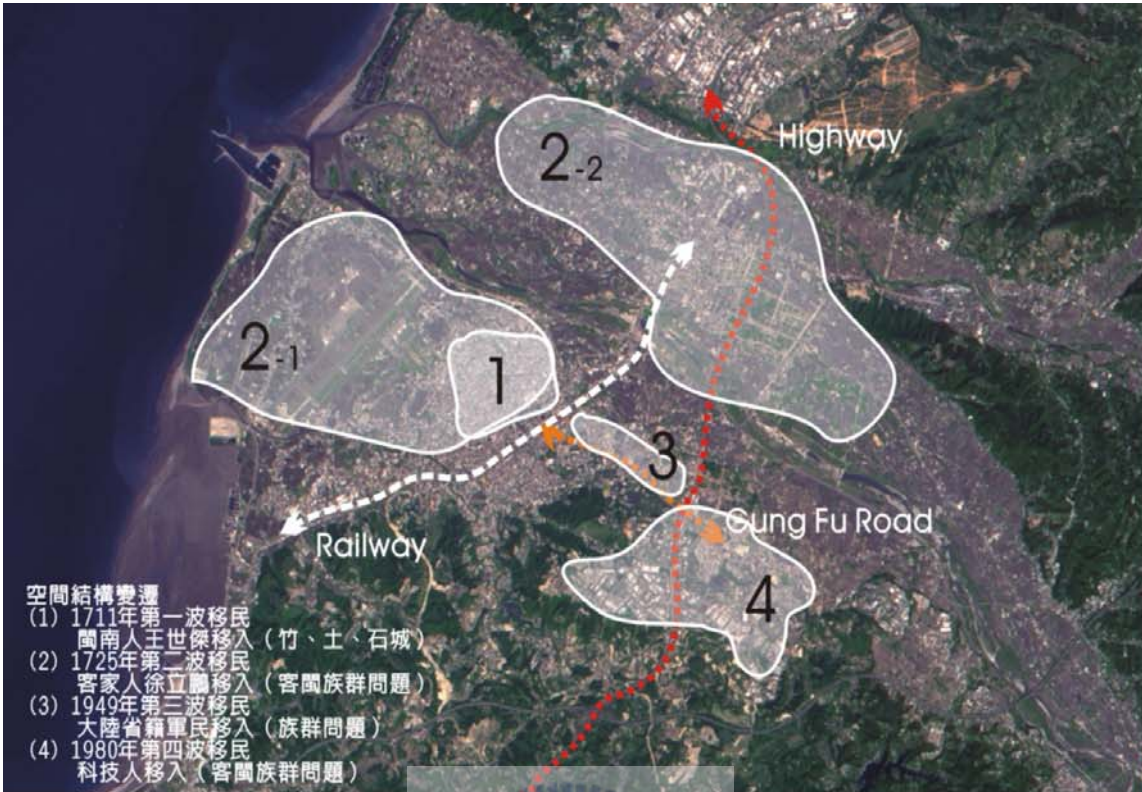 2-2
Highway
2-1
1
3
Gung Fu Road
Railway
4
空間結構變遷
(1) 1711年第一波移民
閩南人王世傑移入(竹、土、石城)
(2) 1725年第二波移民
客家人徐立鵬移入(客閩族群問題)
(3) 1949年第三波移民
大陸省籍軍民移入(族群問題)
(4) 1980年第四波移民
科技人移入(客閩族群問題)